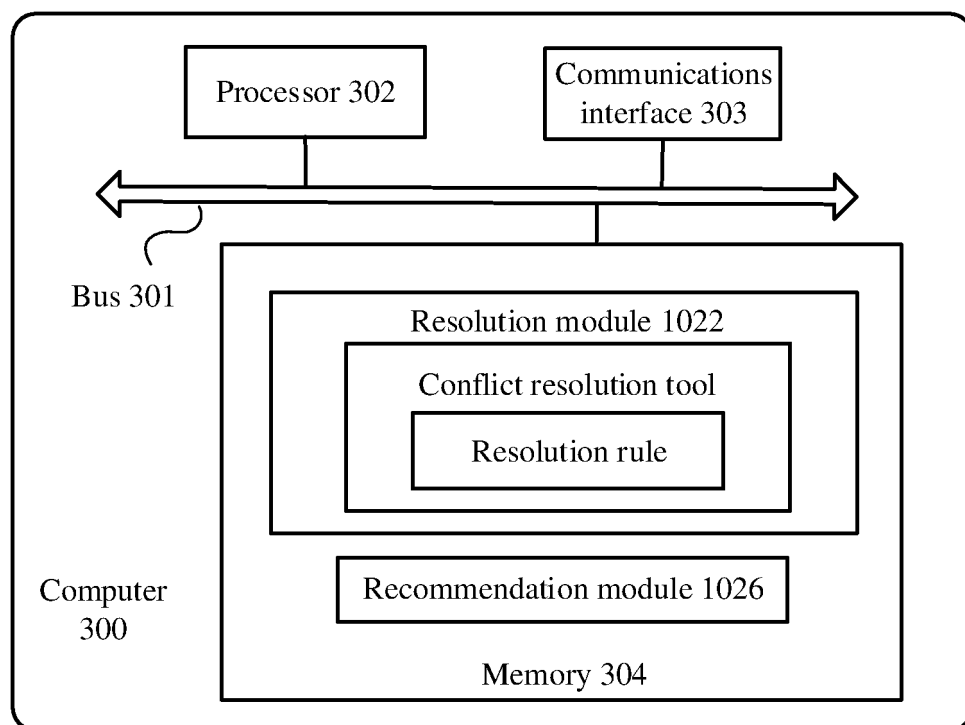 Processor 302
Communications
interface 303
Bus 301
Resolution module 1022
Conflict resolution tool
Resolution rule
Recommendation module 1026
Computer
300
Memory 304